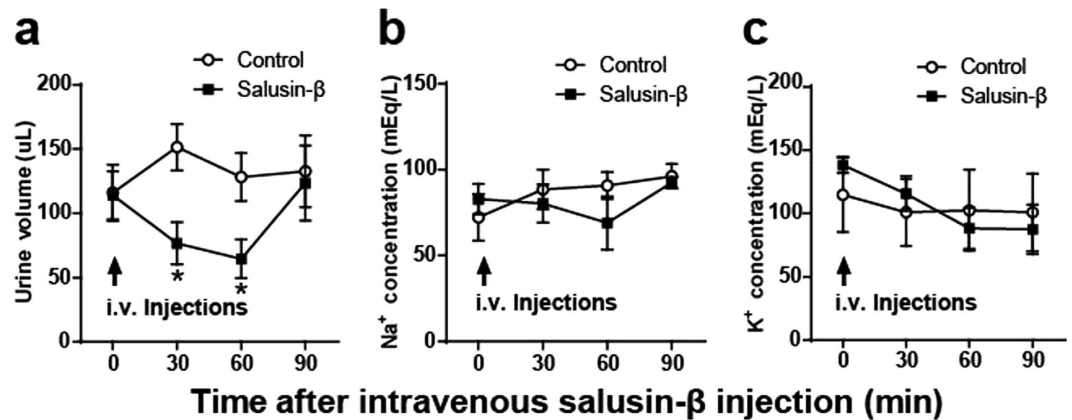 a
Control
Salusin-β
200
150
100
50
0
Urine volume (uL)
*
*
i.v. Injections
0 30 60 90
b
Control
Salusin-β
150
100
50
0
Na⁺ concentration (mEq/L)
i.v. Injections
0 30 60 90
c
Control
Salusin-β
200
150
100
50
0
K⁺ concentration (mEq/L)
i.v. Injections
0 30 60 90
Time after intravenous salusin-β injection (min)